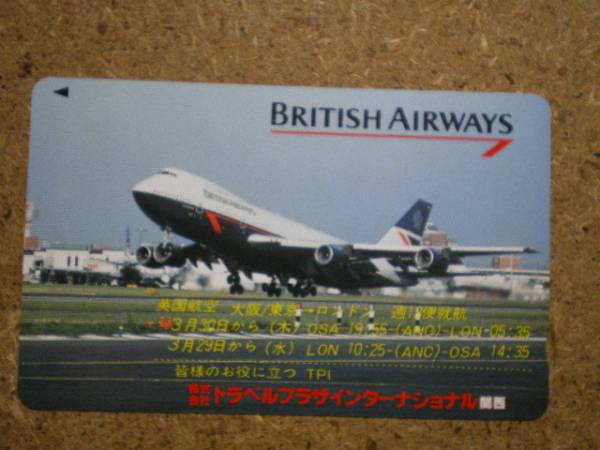 BRITISH AIRWAYS
BRITISH AIRWAYS
英国航空 大阪/東京→ロンドン 週 便就航
3月30日から (木) OSA 19:55-(ANC)-LON 05:35
3月29日から (水) LON 10:25-(ANC)-OSA 14:35
皆様のお役に立つ TPI
株式会社トラベルプラザインターナショナル関西